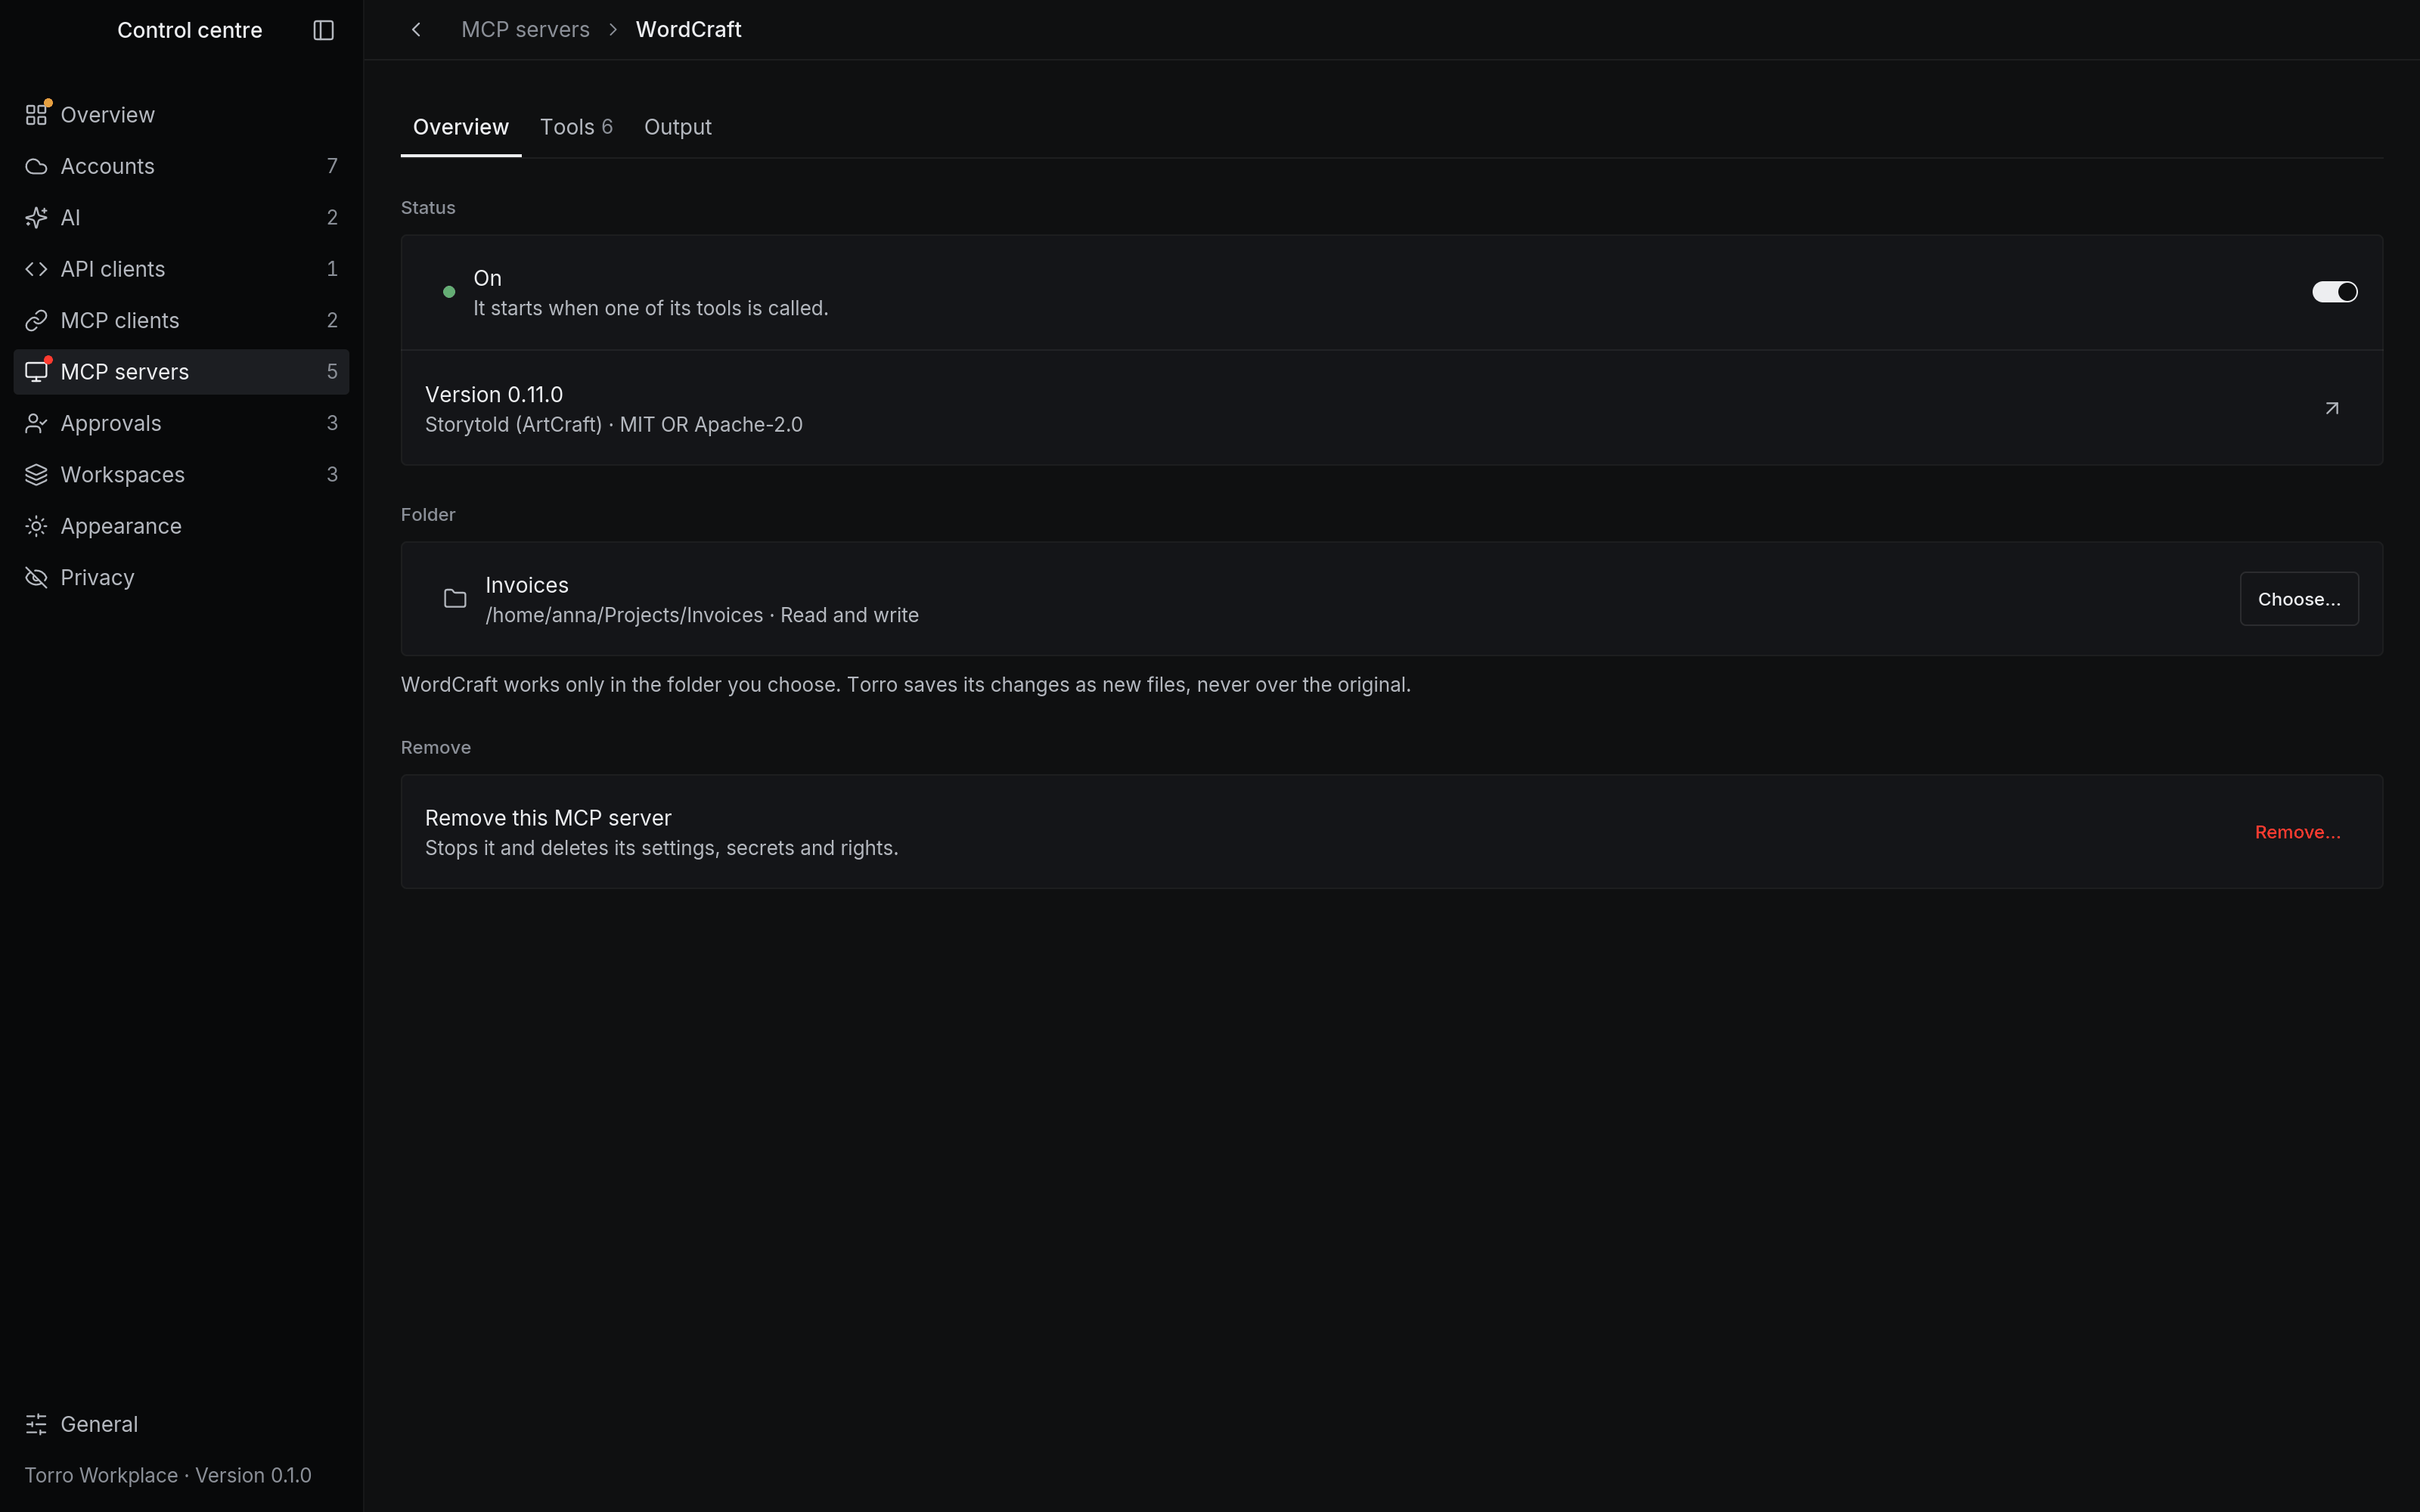 Control centre
Overview
Accounts 7
AI 2
API clients 1
MCP clients 2
MCP servers 5
Approvals 3
Workspaces 3
Appearance
Privacy
General
Torro Workplace · Version 0.1.0
MCP servers > WordCraft
Overview Tools 6 Output
Status
On
It starts when one of its tools is called.
Version 0.11.0
Storytold (ArtCraft) · MIT OR Apache-2.0
Folder
Invoices
/home/anna/Projects/Invoices · Read and write
Choose...
WordCraft works only in the folder you choose. Torro saves its changes as new files, never over the original.
Remove
Remove this MCP server
Stops it and deletes its settings, secrets and rights.
Remove...